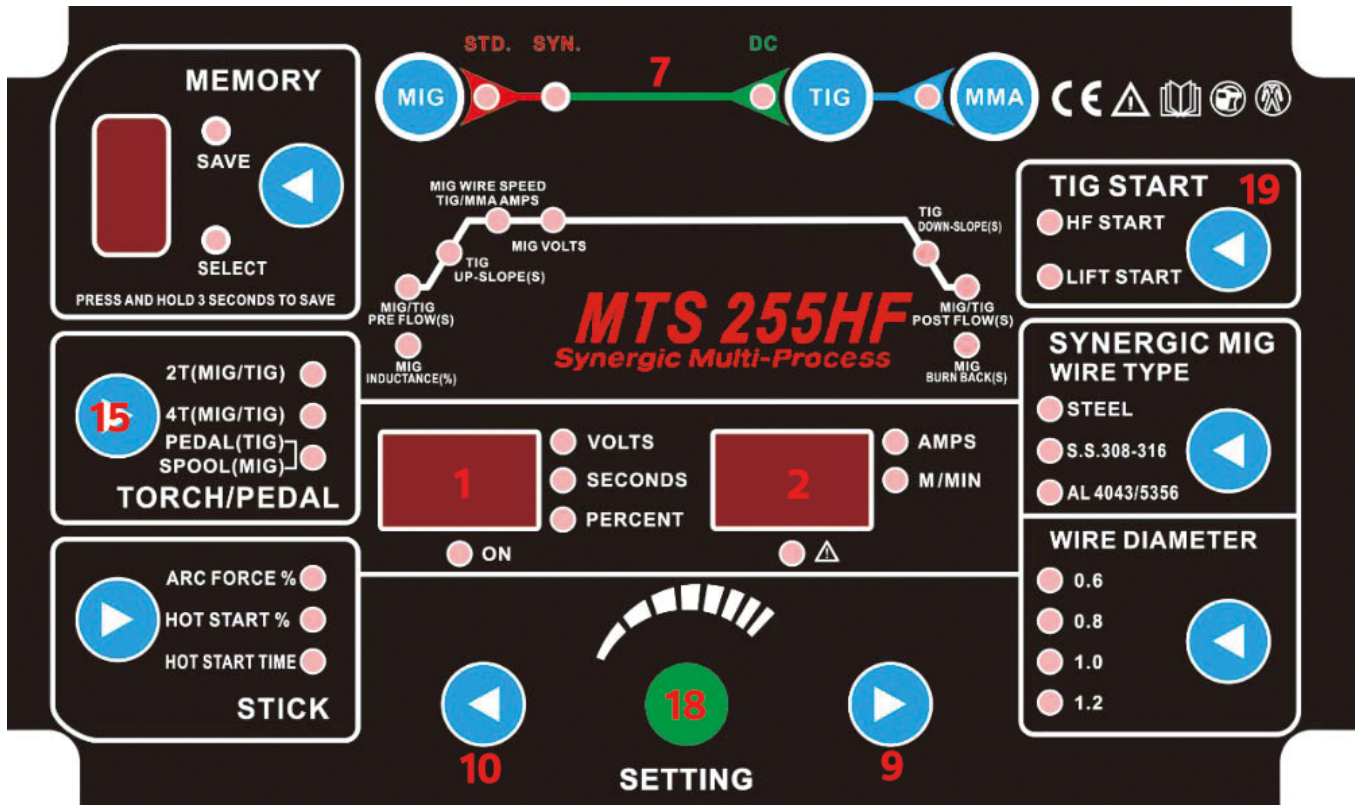 STD. SYN. 7 DC
MIG TIG MMA
CE
MEMORY
SAVE
SELECT
PRESS AND HOLD 3 SECONDS TO SAVE
MIG WIRE SPEED
TIG/MMA AMPS
MIG VOLTS
TIG
UP-SLOPE(S)
MIG/TIG
PRE FLOW(S)
MIG
INDUCTANCE(%)
TIG
DOWN-SLOPE(S)
MIG/TIG
POST FLOW(S)
MIG
BURN BACK(S)
MTS 255HF
Synergic Multi-Process
TIG START 19
HF START
LIFT START
15
2T(MIG/TIG)
4T(MIG/TIG)
PEDAL(TIG)
SPOOL(MIG)
TORCH/PEDAL
1
VOLTS
SECONDS
PERCENT
ON
2
AMPS
M/MIN
SYNERGIC MIG
WIRE TYPE
STEEL
S.S.308-316
AL 4043/5356
WIRE DIAMETER
0.6
0.8
1.0
1.2
ARC FORCE %
HOT START %
HOT START TIME
STICK
10 18 9
SETTING